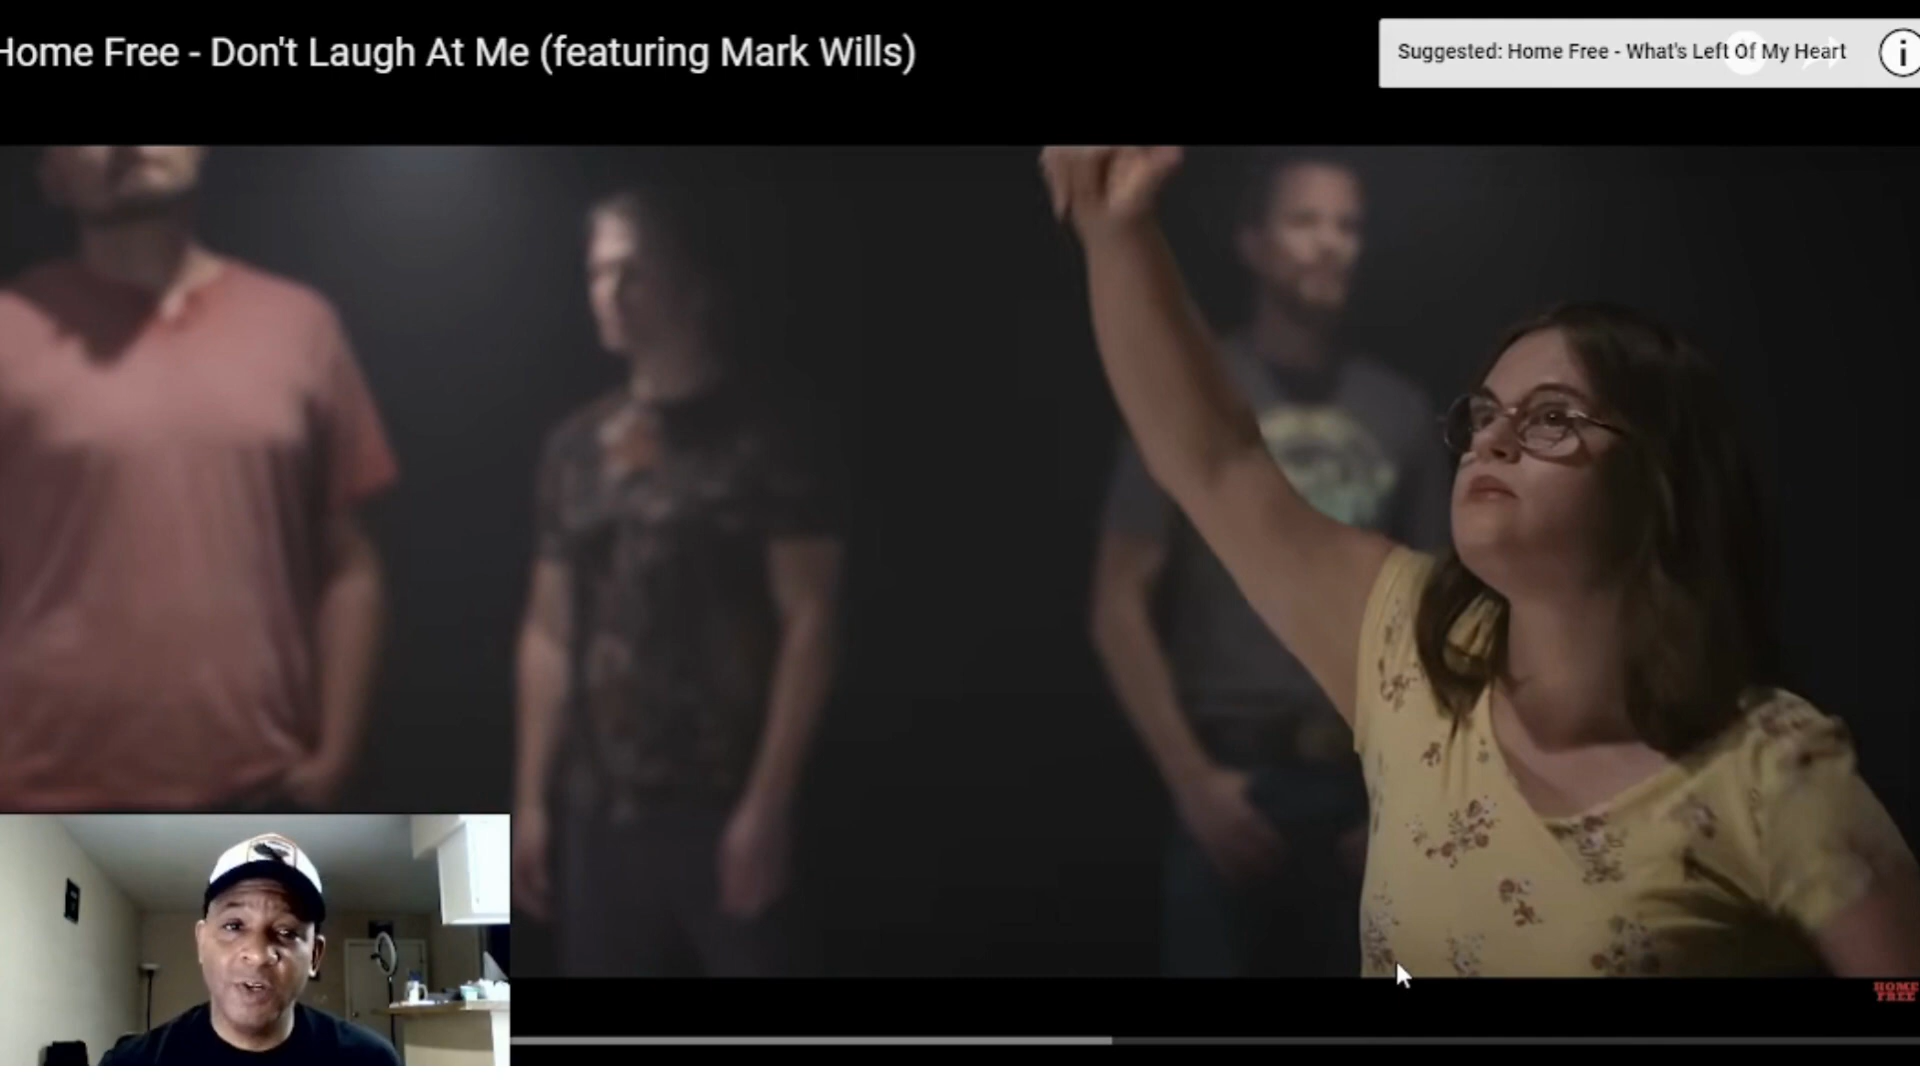 Home Free - Don't Laugh At Me (featuring Mark Wills)
Suggested: Home Free - What's Left Of My Heart
i
HOME
FREE